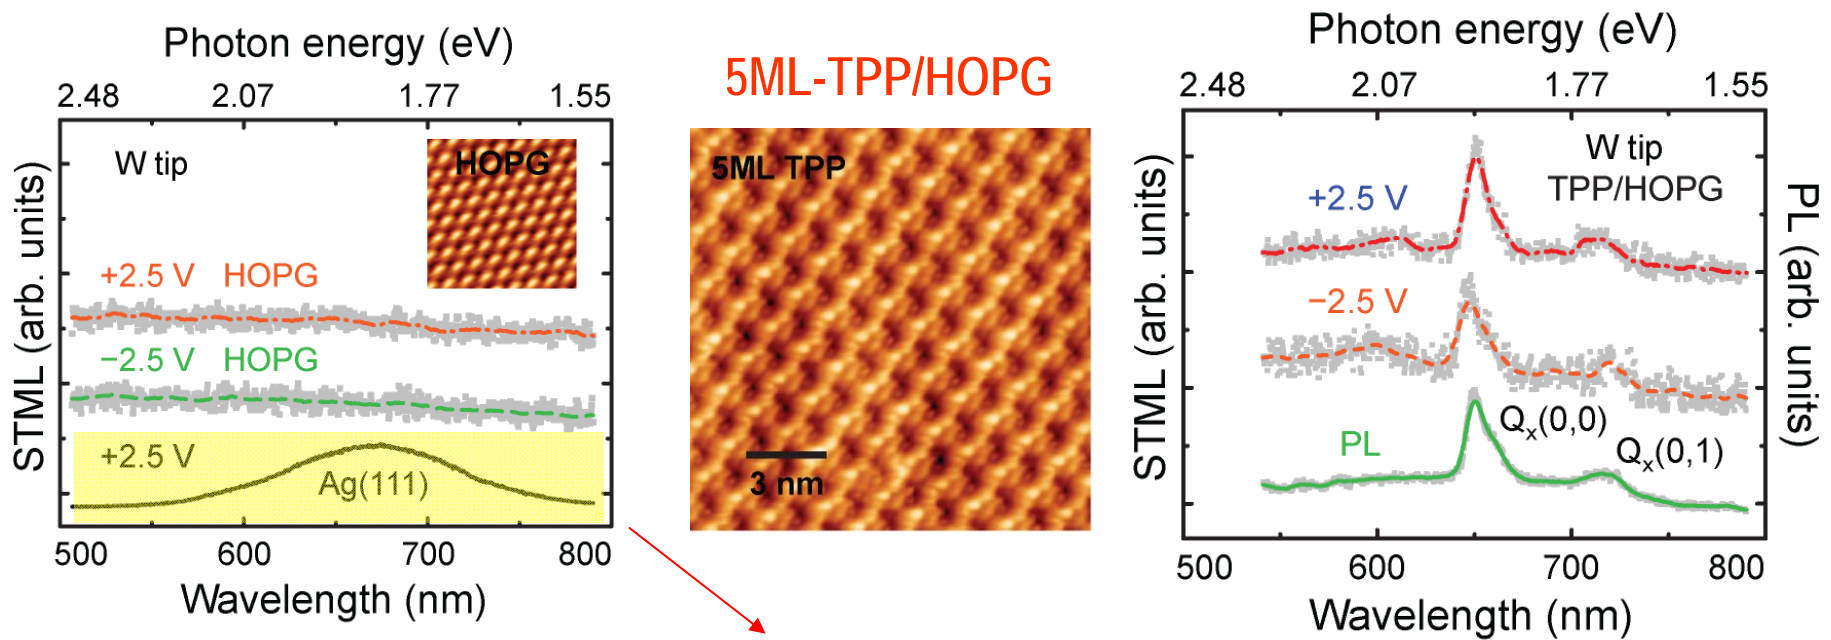 Photon energy (eV)
2.48 2.07 1.77 1.55
STML (arb. units)
W tip
HOPG
+2.5 V HOPG
−2.5 V HOPG
+2.5 V
Ag(111)
500 600 700 800
Wavelength (nm)
5ML-TPP/HOPG
5ML TPP
3 nm
Photon energy (eV)
2.48 2.07 1.77 1.55
STML (arb. units)
W tip
TPP/HOPG
+2.5 V
−2.5 V
PL
Qx(0,0)
Qx(0,1)
PL (arb. units)
500 600 700 800
Wavelength (nm)